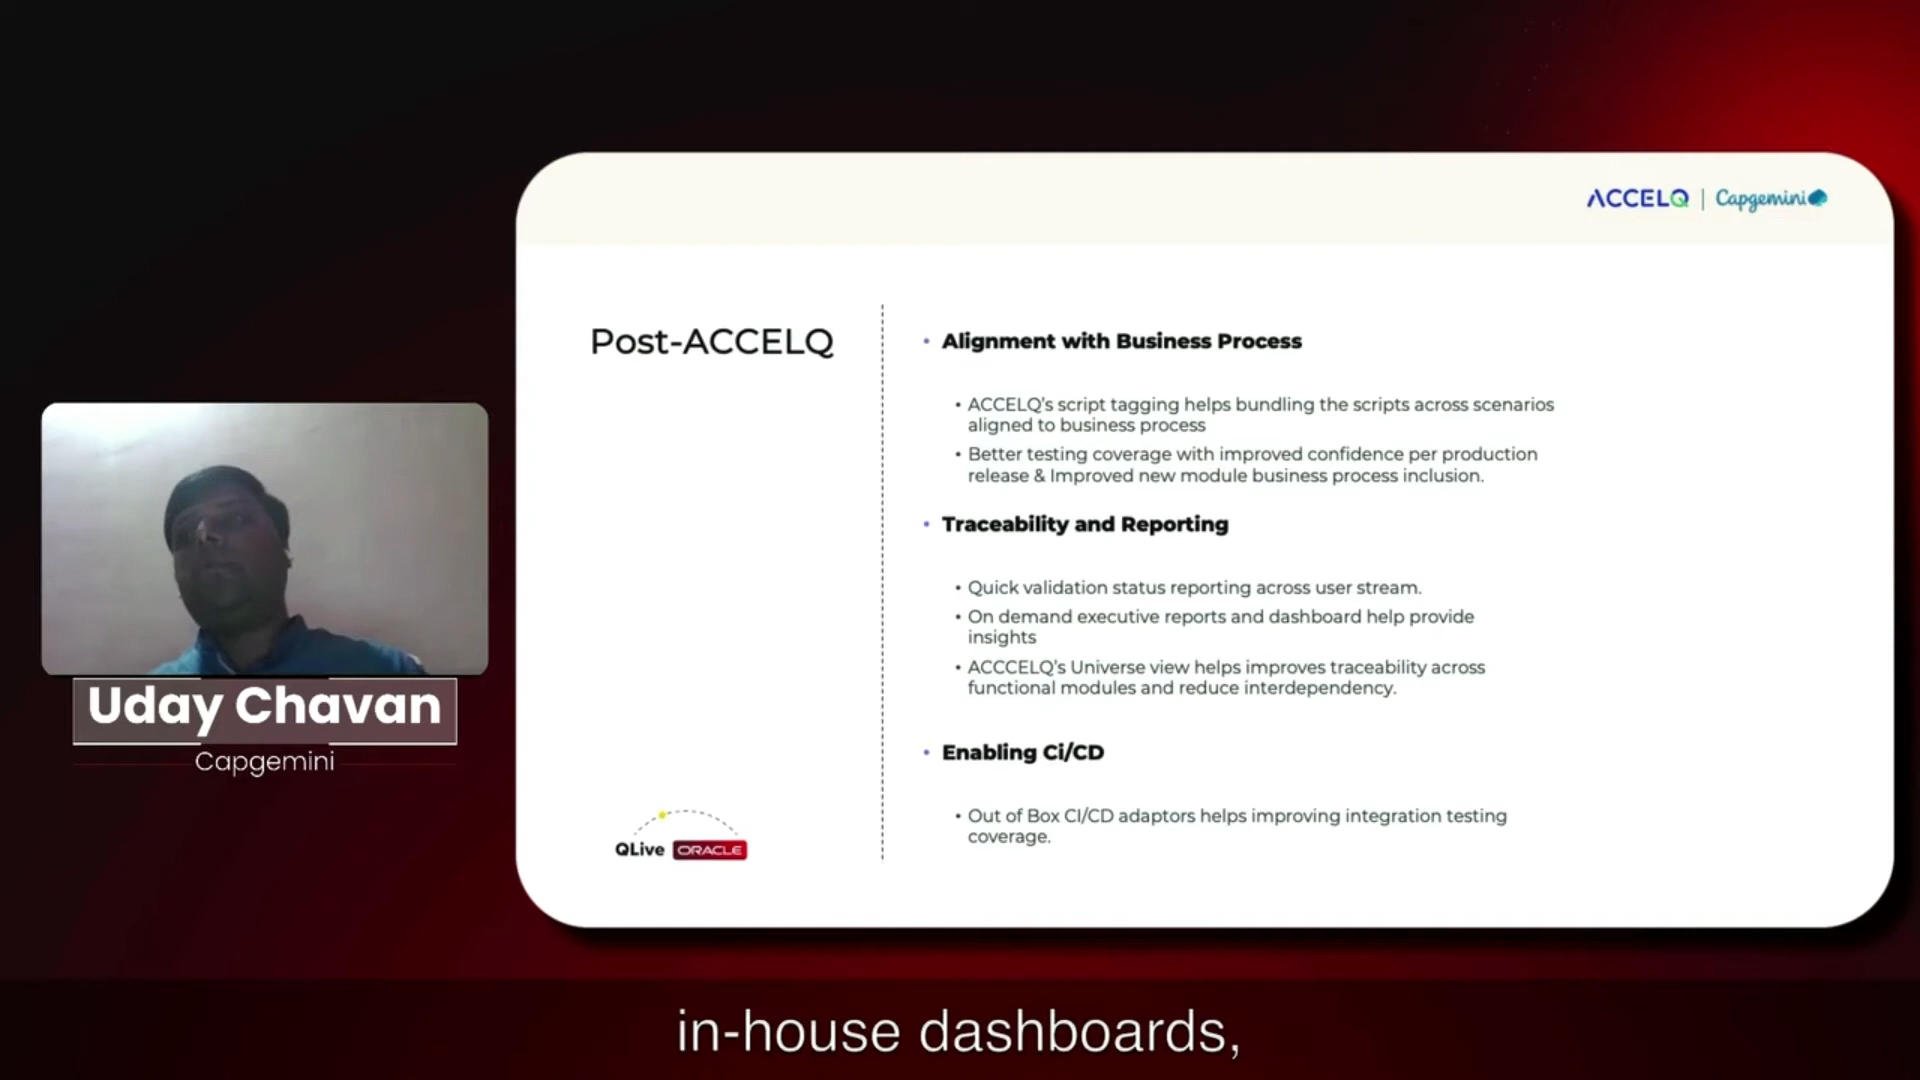 ACCELQ | Capgemini
Post-ACCELQ
• Alignment with Business Process
• ACCELQ's script tagging helps bundling the scripts across scenarios
aligned to business process
• Better testing coverage with improved confidence per production
release & Improved new module business process inclusion.
• Traceability and Reporting
• Quick validation status reporting across user stream.
• On demand executive reports and dashboard help provide
insights
• ACCCELQ's Universe view helps improves traceability across
functional modules and reduce interdependency.
• Enabling Ci/CD
• Out of Box CI/CD adaptors helps improving integration testing
coverage.
QLive ORACLE
Uday Chavan
Capgemini
in-house dashboards,